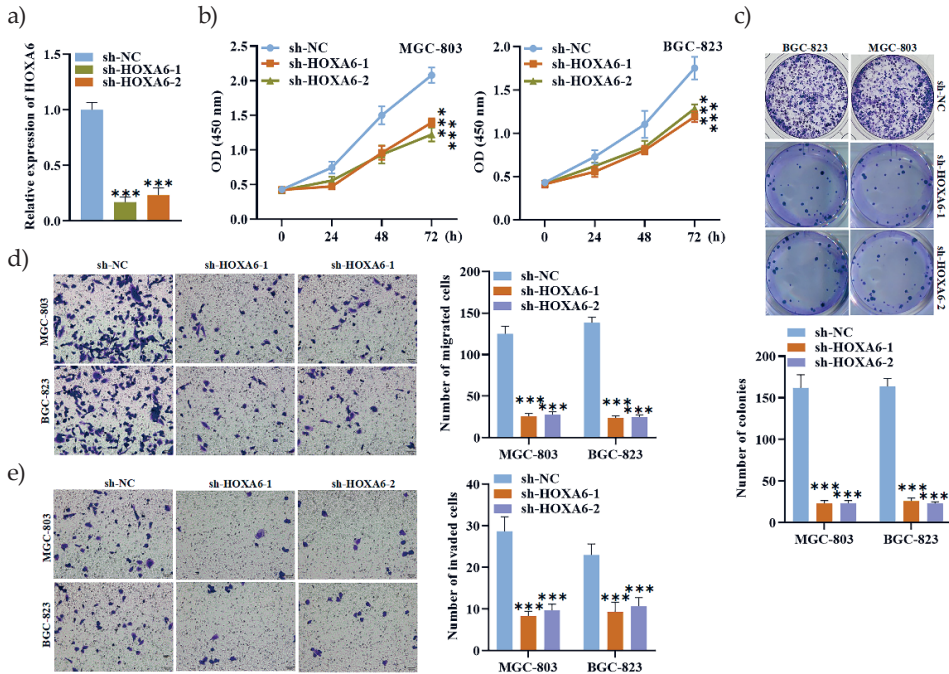 a)
sh-NC
sh-HOXA6-1
sh-HOXA6-2
Relative expression of HOXA6
1.5
1.0
0.5
0.0
***
***
b)
sh-NC
MGC-803
sh-HOXA6-1
sh-HOXA6-2
OD (450 nm)
2.5
2.0
1.5
1.0
0.5
0.0
0 24 48 72 (h)
***
***
sh-NC
BGC-823
sh-HOXA6-1
sh-HOXA6-2
OD (450 nm)
2.0
1.5
1.0
0.5
0.0
0 24 48 72 (h)
***
***
c)
BGC-823 MGC-803
sh-NC
sh-HOXA6-1
sh-HOXA6-2
sh-NC
sh-HOXA6-1
sh-HOXA6-2
Number of colonies
200
150
100
50
0
*** *** *** ***
MGC-803 BGC-823
d)
sh-NC sh-HOXA6-1 sh-HOXA6-1
MGC-803
BGC-823
sh-NC
sh-HOXA6-1
sh-HOXA6-2
Number of migrated cells
200
150
100
50
0
*** *** *** ***
MGC-803 BGC-823
e)
sh-NC sh-HOXA6-1 sh-HOXA6-2
MGC-803
BGC-823
sh-NC
sh-HOXA6-1
sh-HOXA6-2
Number of invaded cells
40
30
20
10
0
*** *** *** ***
MGC-803 BGC-823